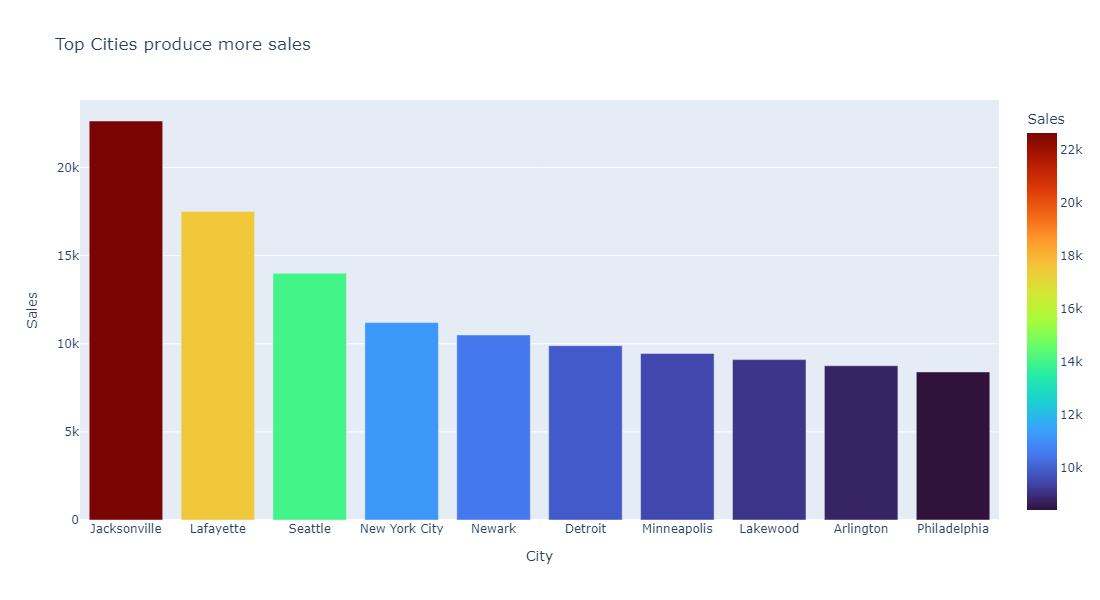 Top Cities produce more sales
Sales
20k
15k
10k
5k
0
Jacksonville
Lafayette
Seattle
New York City
Newark
Detroit
Minneapolis
Lakewood
Arlington
Philadelphia
City
Sales
22k
20k
18k
16k
14k
12k
10k